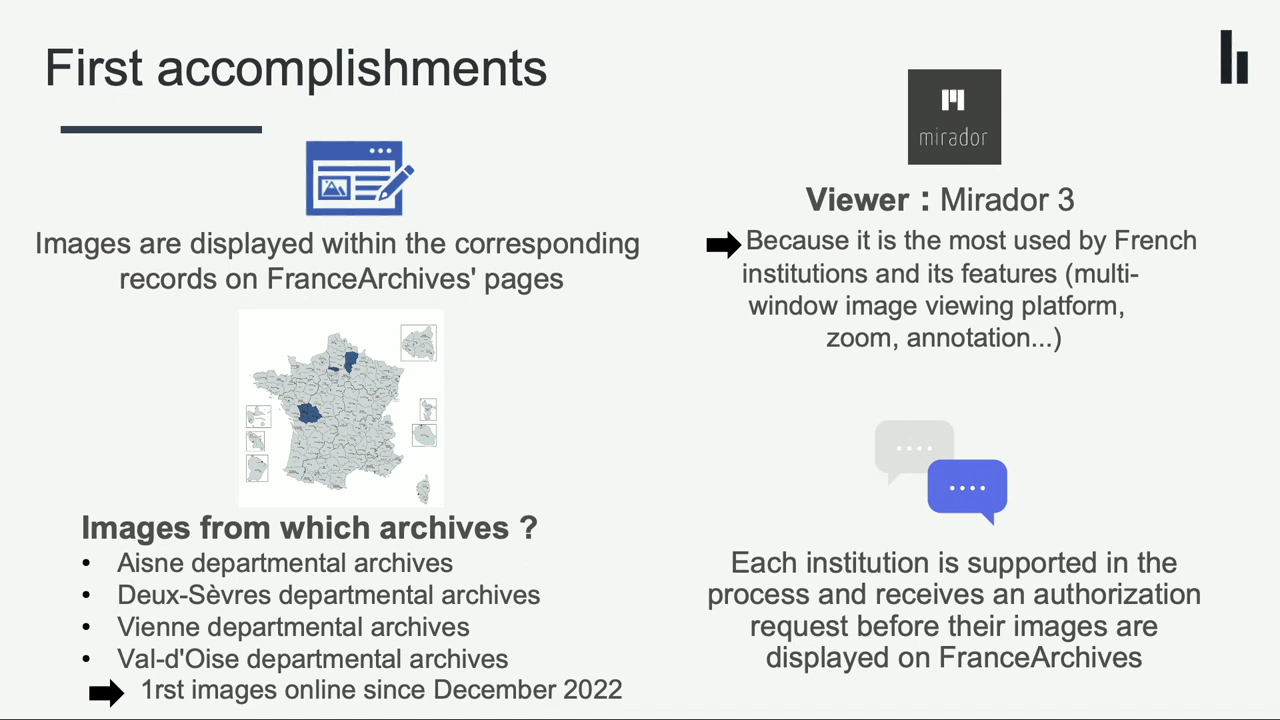 First accomplishments
Images are displayed within the corresponding
records on FranceArchives' pages
Images from which archives ?
• Aisne departmental archives
• Deux-Sèvres departmental archives
• Vienne departmental archives
• Val-d'Oise departmental archives
1rst images online since December 2022
mirador
Viewer : Mirador 3
Because it is the most used by French
institutions and its features (multi-
window image viewing platform,
zoom, annotation...)
Each institution is supported in the
process and receives an authorization
request before their images are
displayed on FranceArchives